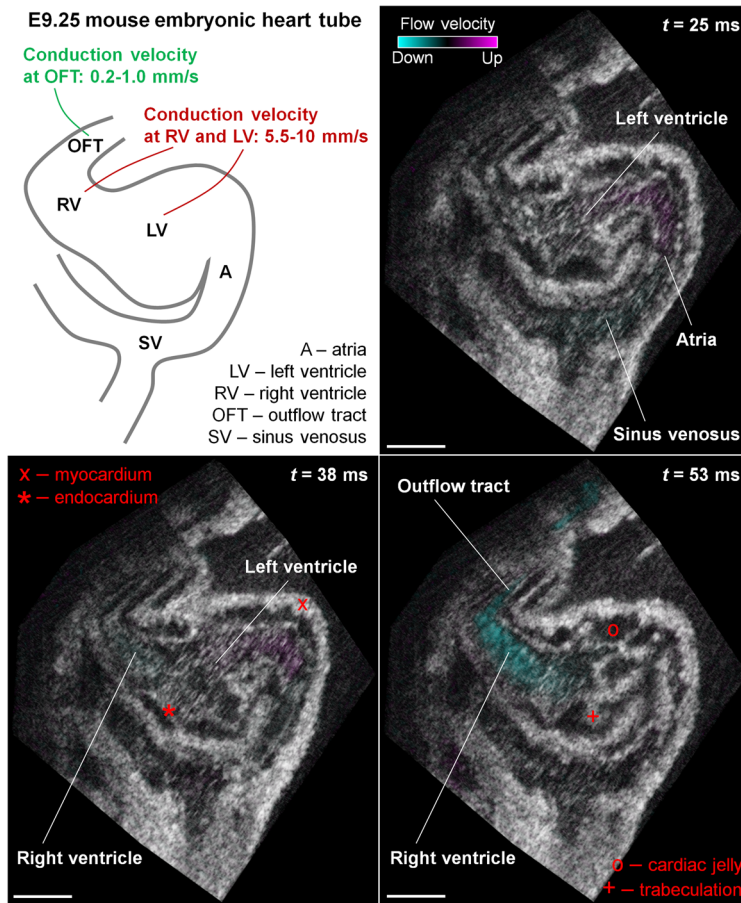 E9.25 mouse embryonic heart tube
Conduction velocity
at OFT: 0.2-1.0 mm/s
Conduction velocity
at RV and LV: 5.5-10 mm/s
OFT
RV
LV
A
SV
A – atria
LV – left ventricle
RV – right ventricle
OFT – outflow tract
SV – sinus venosus
Flow velocity
Down
Up
t = 25 ms
Left ventricle
Atria
Sinus venosus
x – myocardium
* – endocardium
t = 38 ms
Left ventricle
x
*
Right ventricle
t = 53 ms
Outflow tract
o
+
Right ventricle
o – cardiac jelly
+ – trabeculation